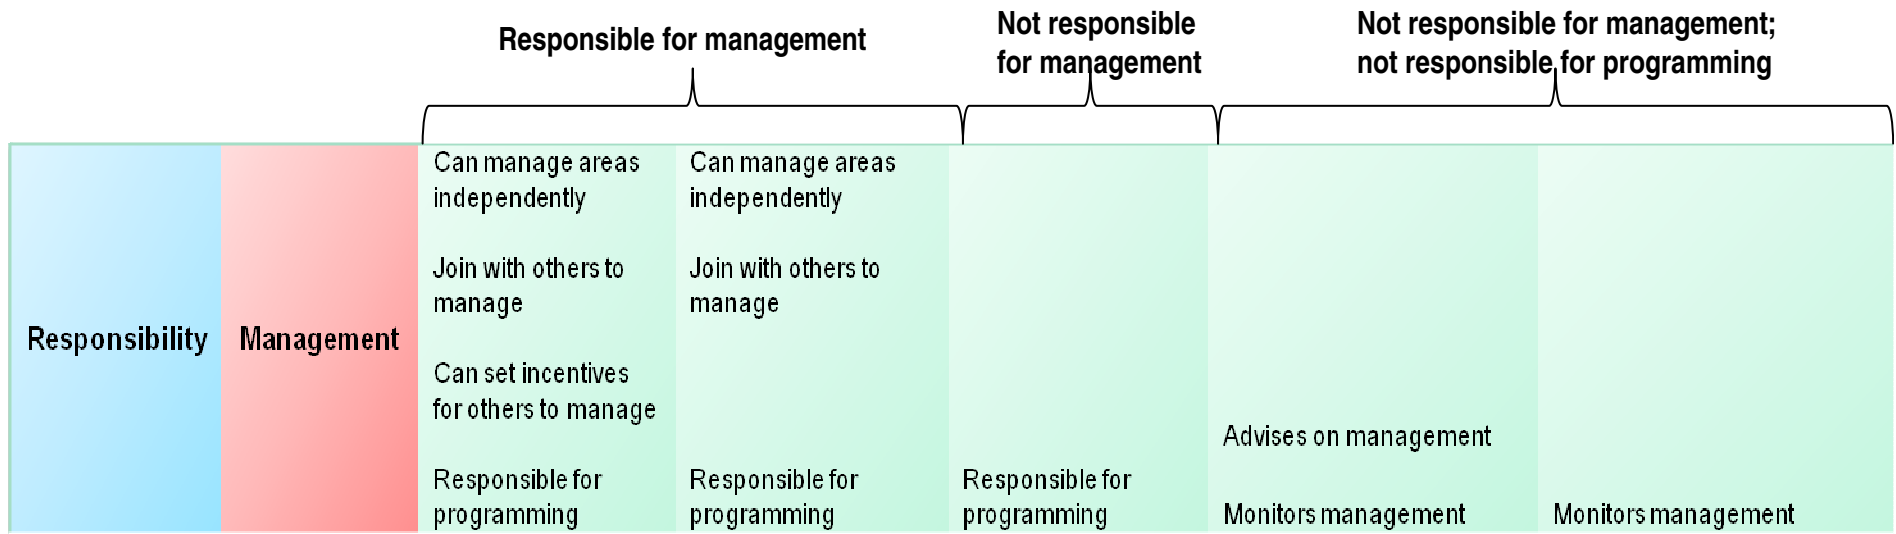 Responsible for management
Not responsible
for management
Not responsible for management;
not responsible for programming
Responsibility
Management
Can manage areas
independently
Join with others to
manage
Can set incentives
for others to manage
Responsible for
programming
Can manage areas
independently
Join with others to
manage
Responsible for
programming
Responsible for
programming
Advises on management
Monitors management
Monitors management